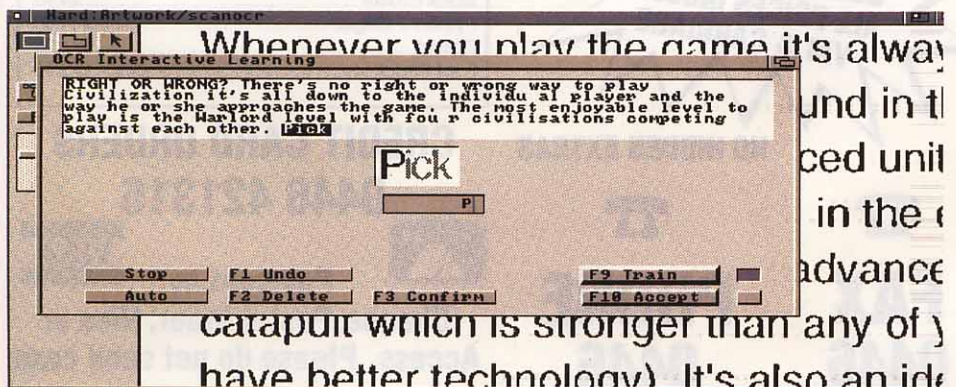 Hard:Artwork/scanocr
Whenever you play the game it's alway
OCR Interactive Learning
RIGHT OR WRONG? There's no right or wrong way to play
Civilization it's all down to the individu al player and the
way he or she approaches the game. The most enjoyable level to
play is the Warlord level with fou r civilisations competing
against each other. Pick
und in tl
ced unit
Pick
P
in the
Stop
F1 Undo
F9 Train
advance
Auto
F2 Delete
F3 Confirm
F10 Accept
catapult which is stronger than any of y
have better technology). It's also an ide
0446 421315